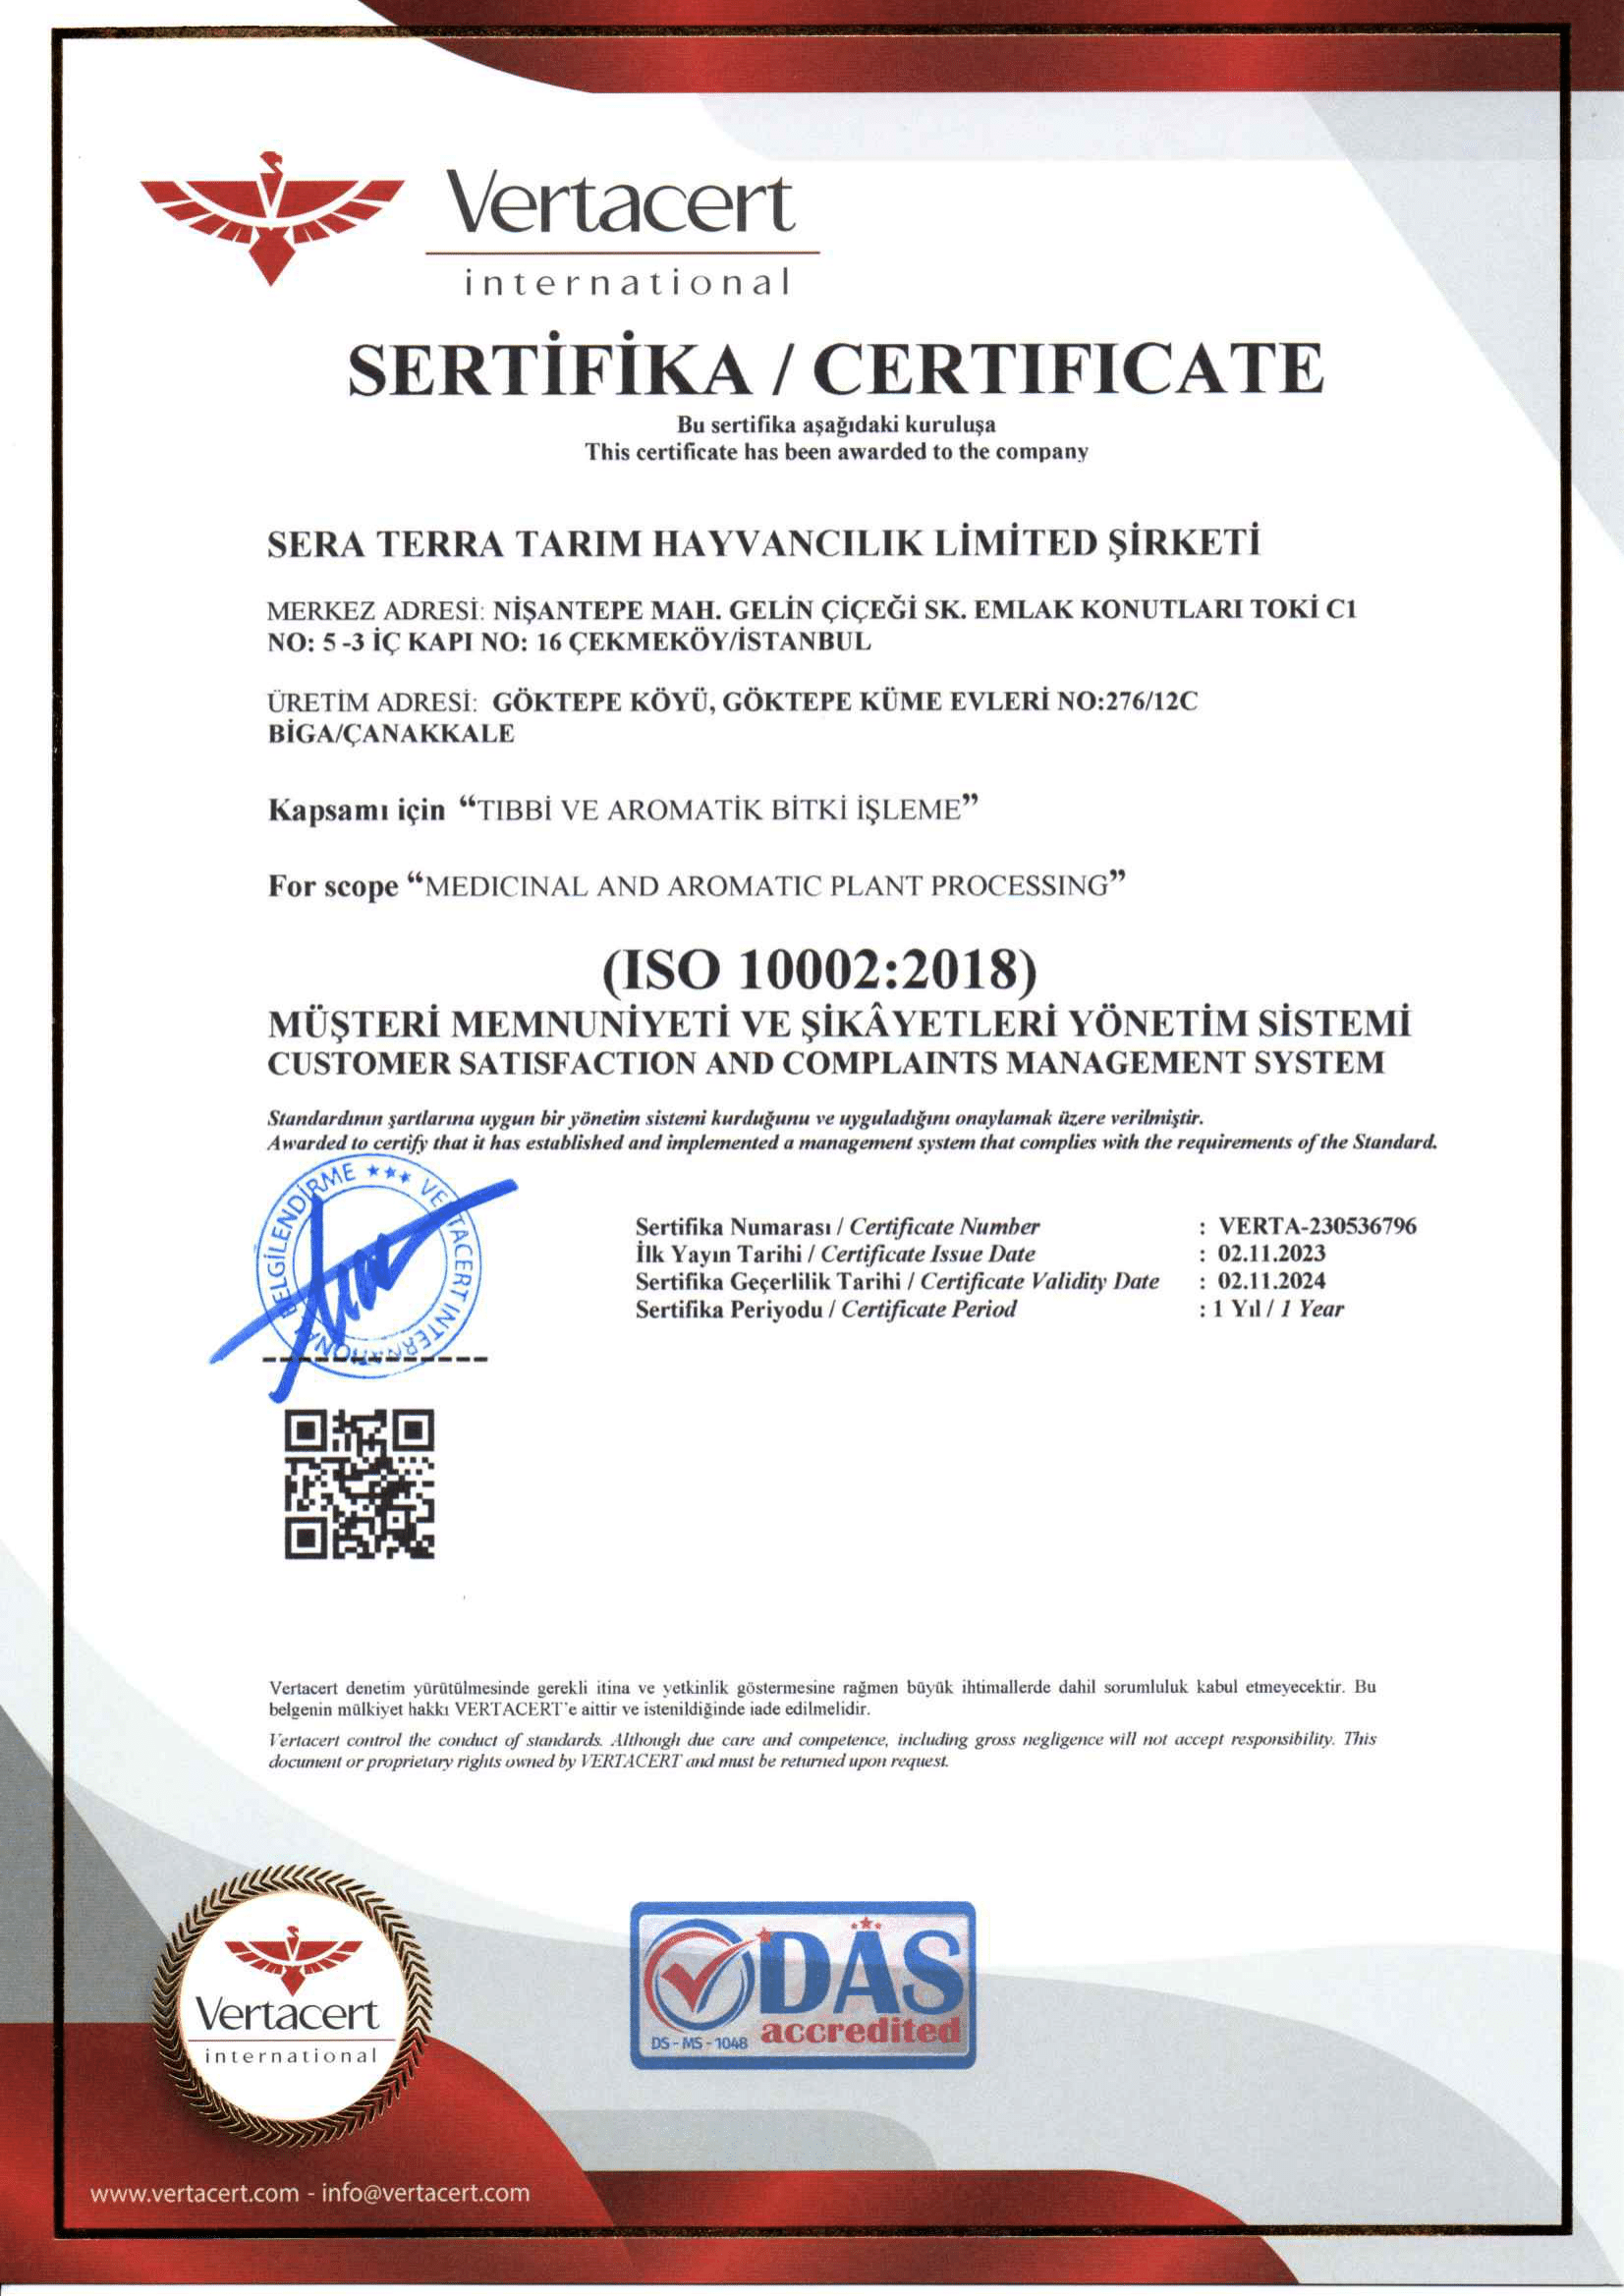 Vertacert
international
SERTİFİKA / CERTIFICATE
Bu sertifika aşağıdaki kuruluşa
This certificate has been awarded to the company
SERA TERRA TARIM HAYVANCILIK LİMİTED ŞİRKETİ
MERKEZ ADRESİ: NİŞANTEPE MAH. GELİN ÇİÇEĞİ SK. EMLAK KONUTLARI TOKİ C1
NO: 5 -3 İÇ KAPI NO: 16 ÇEKMEKÖY/İSTANBUL
ÜRETİM ADRESİ: GÖKTEPE KÖYÜ, GÖKTEPE KÜME EVLERİ NO:276/12C
BİGA/ÇANAKKALE
Kapsamı için “TIBBİ VE AROMATİK BİTKİ İŞLEME”
For scope “MEDICINAL AND AROMATIC PLANT PROCESSING”
(ISO 10002:2018)
MÜŞTERİ MEMNUNİYETİ VE ŞİKÂYETLERİ YÖNETİM SİSTEMİ
CUSTOMER SATISFACTION AND COMPLAINTS MANAGEMENT SYSTEM
Standardının şartlarına uygun bir yönetim sistemi kurduğunu ve uyguladığını onaylamak üzere verilmiştir.
Awarded to certify that it has established and implemented a management system that complies with the requirements of the Standard.
VERTACERT INTERNATIONAL BELGİLENDİRME ★★★
Sertifika Numarası / Certificate Number : VERTA-230536796
İlk Yayın Tarihi / Certificate Issue Date : 02.11.2023
Sertifika Geçerlilik Tarihi / Certificate Validity Date : 02.11.2024
Sertifika Periyodu / Certificate Period : 1 Yıl / 1 Year
Vertacert denetim yürütülmesinde gerekli itina ve yetkinlik göstermesine rağmen büyük ihtimallerde dahil sorumluluk kabul etmeyecektir. Bu
belgenin mülkiyet hakkı VERTACERT'e aittir ve istenildiğinde iade edilmelidir.
Vertacert control the conduct of standards. Although due care and competence, including gross negligence will not accept responsibility. This
document or proprietary rights owned by VERTACERT and must be returned upon request.
Vertacert
international
DAS
accredited
DS - MS - 1048
www.vertacert.com - info@vertacert.com